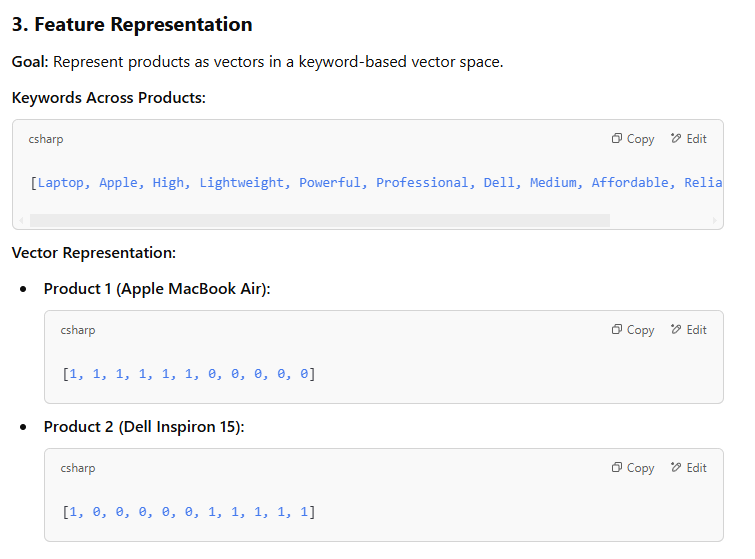 3. Feature Representation
Goal: Represent products as vectors in a keyword-based vector space.
Keywords Across Products:
csharp Copy Edit
[Laptop, Apple, High, Lightweight, Powerful, Professional, Dell, Medium, Affordable, Relia
Vector Representation:
• Product 1 (Apple MacBook Air):
csharp Copy Edit
[1, 1, 1, 1, 1, 1, 0, 0, 0, 0, 0]
• Product 2 (Dell Inspiron 15):
csharp Copy Edit
[1, 0, 0, 0, 0, 0, 1, 1, 1, 1, 1]